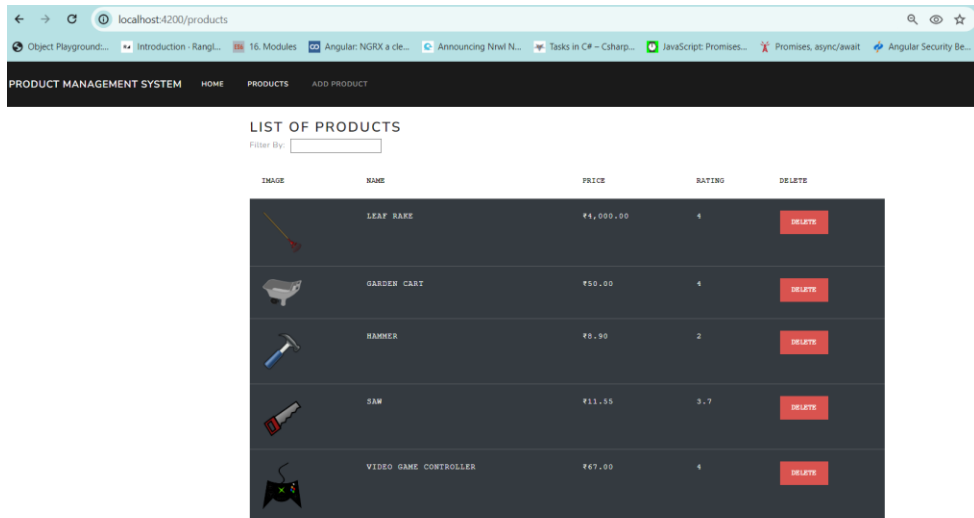 localhost:4200/products
Object Playground:... Introduction · Rangl... 16. Modules Angular: NGRX a cle... Announcing Nrwl N... Tasks in C# – Csharp... JavaScript: Promises... Promises, async/await Angular Security Be...
PRODUCT MANAGEMENT SYSTEM HOME PRODUCTS ADD PRODUCT
LIST OF PRODUCTS
Filter By:
IMAGE NAME PRICE RATING DELETE
LEAF RAKE ₹4,000.00 4 DELETE
GARDEN CART ₹50.00 4 DELETE
HAMMER ₹8.90 2 DELETE
SAW ₹11.55 3.7 DELETE
VIDEO GAME CONTROLLER ₹67.00 4 DELETE